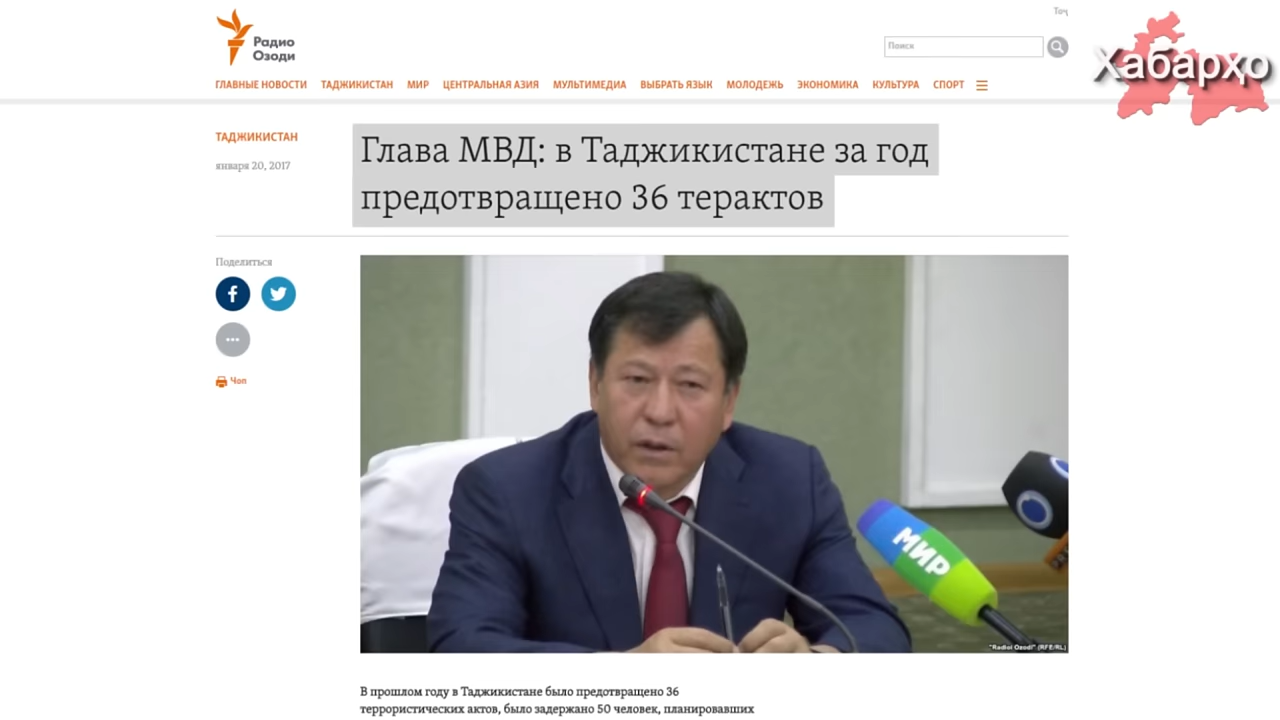 Тоҷ
Радио
Озоди
Поиск
Хабарҳо
ГЛАВНЫЕ НОВОСТИ ТАДЖИКИСТАН МИР ЦЕНТРАЛЬНАЯ АЗИЯ МУЛЬТИМЕДИА ВЫБРАТЬ ЯЗЫК МОЛОДЕЖЬ ЭКОНОМИКА КУЛЬТУРА СПОРТ
ТАДЖИКИСТАН
января 20, 2017
Глава МВД: в Таджикистане за год
предотвращено 36 терактов
Поделиться
Чоп
МИР
"Radioi Ozodi" (RFE/RL)
В прошлом году в Таджикистане было предотвращено 36
террористических актов, было задержано 50 человек, планировавших